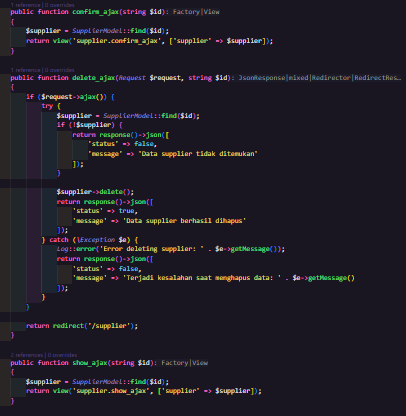 1 reference | 0 overrides
public function confirm_ajax(string $id): Factory|View
{
$supplier = SupplierModel::find($id);
return view('supplier.confirm_ajax', ['supplier' => $supplier]);
}
1 reference | 0 overrides
public function delete_ajax(Request $request, string $id): JsonResponse|mixed|Redirector|RedirectRes…
{
if ($request->ajax()) {
try {
$supplier = SupplierModel::find($id);
if (!$supplier) {
return response()->json([
'status' => false,
'message' => 'Data supplier tidak ditemukan'
]);
}
$supplier->delete();
return response()->json([
'status' => true,
'message' => 'Data supplier berhasil dihapus'
]);
} catch (\Exception $e) {
Log::error('Error deleting supplier: ' . $e->getMessage());
return response()->json([
'status' => false,
'message' => 'Terjadi kesalahan saat menghapus data: ' . $e->getMessage()
]);
}
}
return redirect('/supplier');
}
2 references | 0 overrides
public function show_ajax(string $id): Factory|View
{
$supplier = SupplierModel::find($id);
return view('supplier.show_ajax', ['supplier' => $supplier]);
}